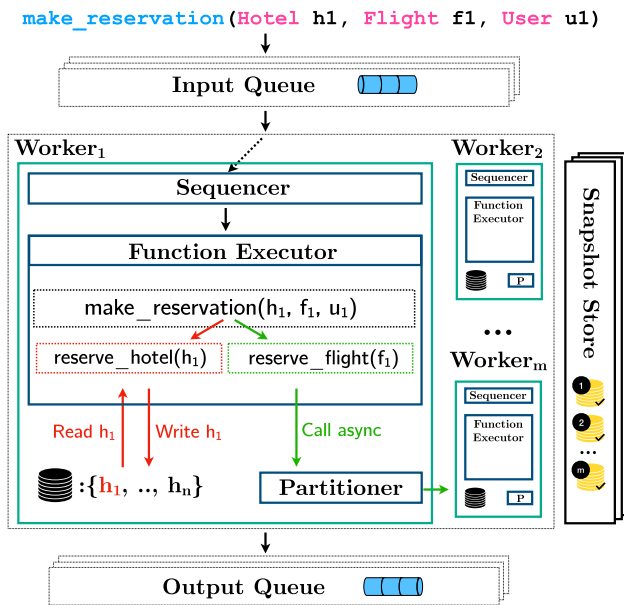 make_reservation(Hotel h1, Flight f1, User u1)
Input Queue
Worker₁
Sequencer
Function Executor
make_reservation(h₁, f₁, u₁)
reserve_hotel(h₁)
reserve_flight(f₁)
Read h₁
Write h₁
Call async
:{h₁, .., hₙ}
Partitioner
Worker₂
Sequencer
Function
Executor
P
...
Workerₘ
Sequencer
Function
Executor
P
Snapshot Store
1
2
...
m
Output Queue